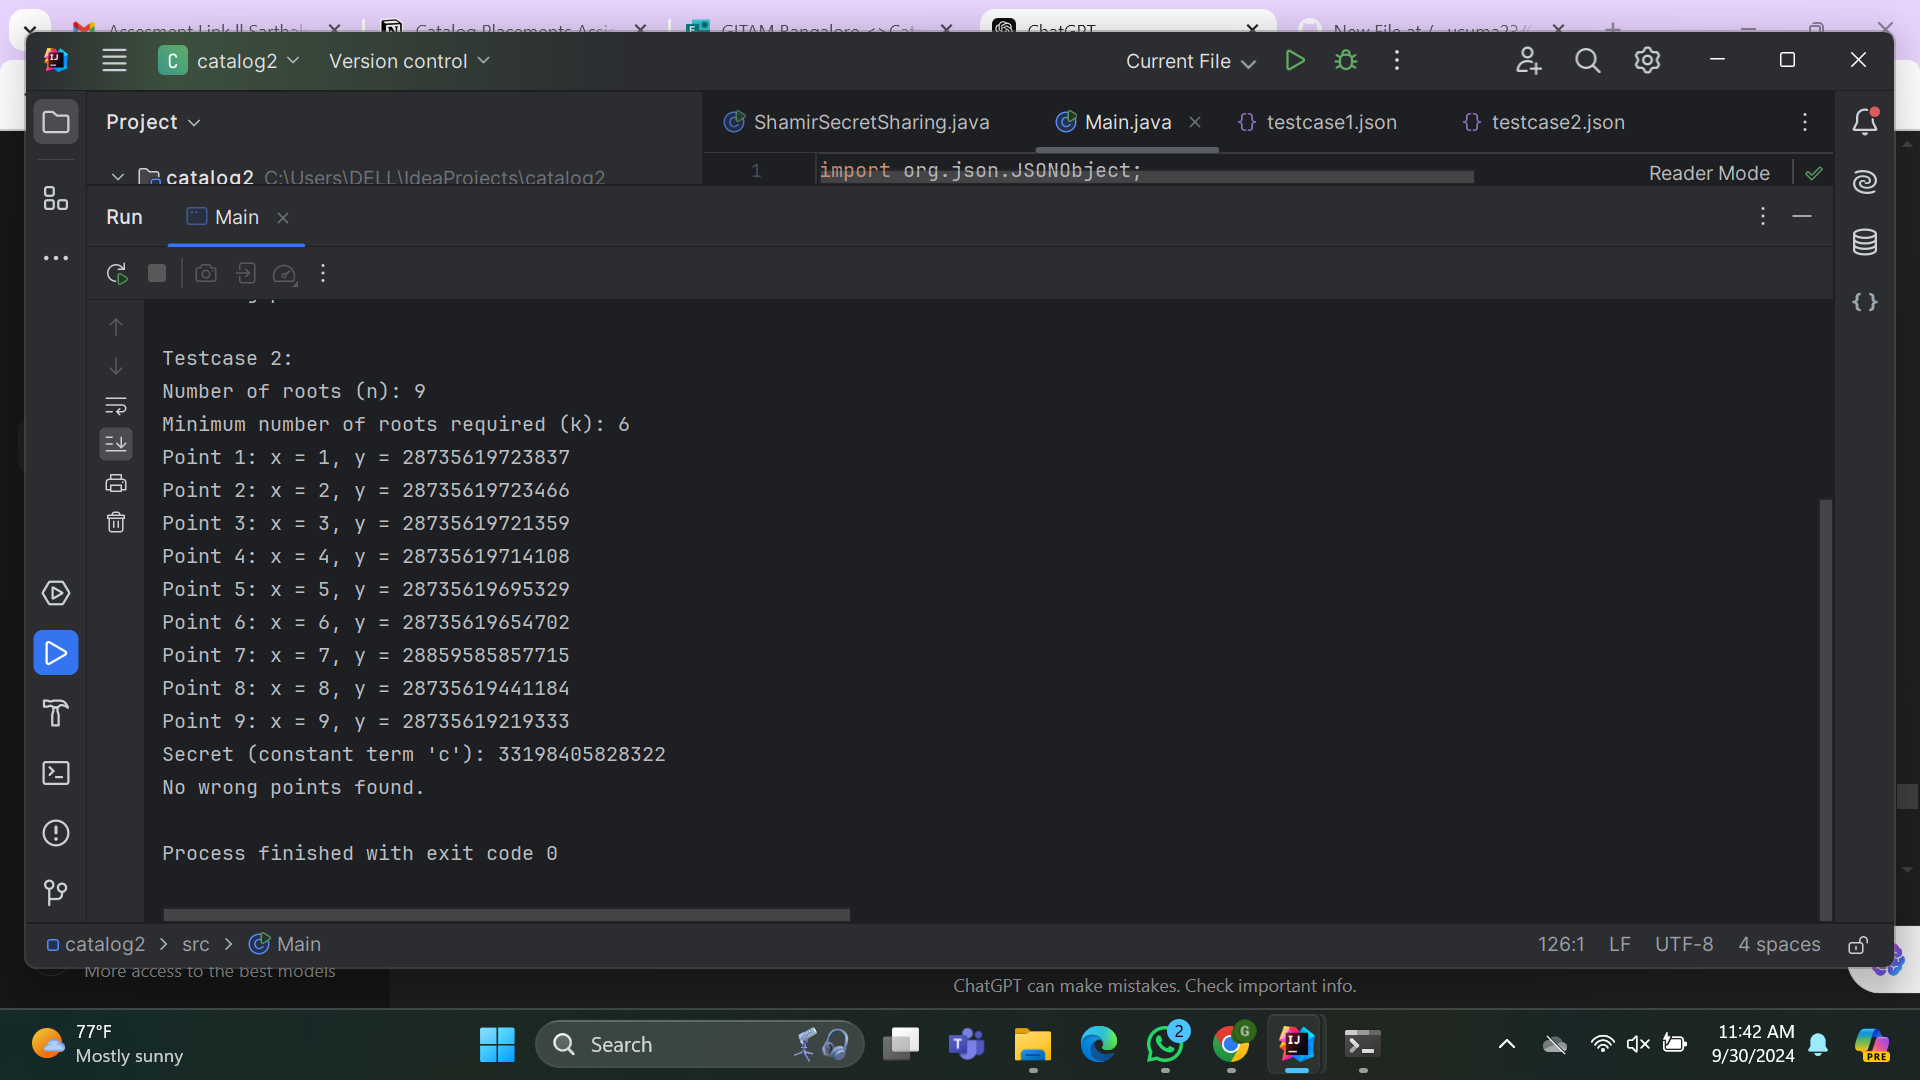 Assesment Link || Sarthak
Catalog Placements Assi
GITAM Bangalore <> Cat
ChatGPT
New File at /
C catalog2
Version control
Current File
Project
ShamirSecretSharing.java
Main.java
testcase1.json
testcase2.json
catalog2 C:\Users\DELL\IdeaProjects\catalog2
1 import org.json.JSONObject;
Reader Mode
Run
Main
Testcase 2:
Number of roots (n): 9
Minimum number of roots required (k): 6
Point 1: x = 1, y = 28735619723837
Point 2: x = 2, y = 28735619723466
Point 3: x = 3, y = 28735619721359
Point 4: x = 4, y = 28735619714108
Point 5: x = 5, y = 28735619695329
Point 6: x = 6, y = 28735619654702
Point 7: x = 7, y = 28859585857715
Point 8: x = 8, y = 28735619441184
Point 9: x = 9, y = 28735619219333
Secret (constant term 'c'): 33198405828322
No wrong points found.
Process finished with exit code 0
catalog2 > src > Main
126:1 LF UTF-8 4 spaces
More access to the best models
ChatGPT can make mistakes. Check important info.
77°F
Mostly sunny
Search
2
G
11:42 AM
9/30/2024
PRE